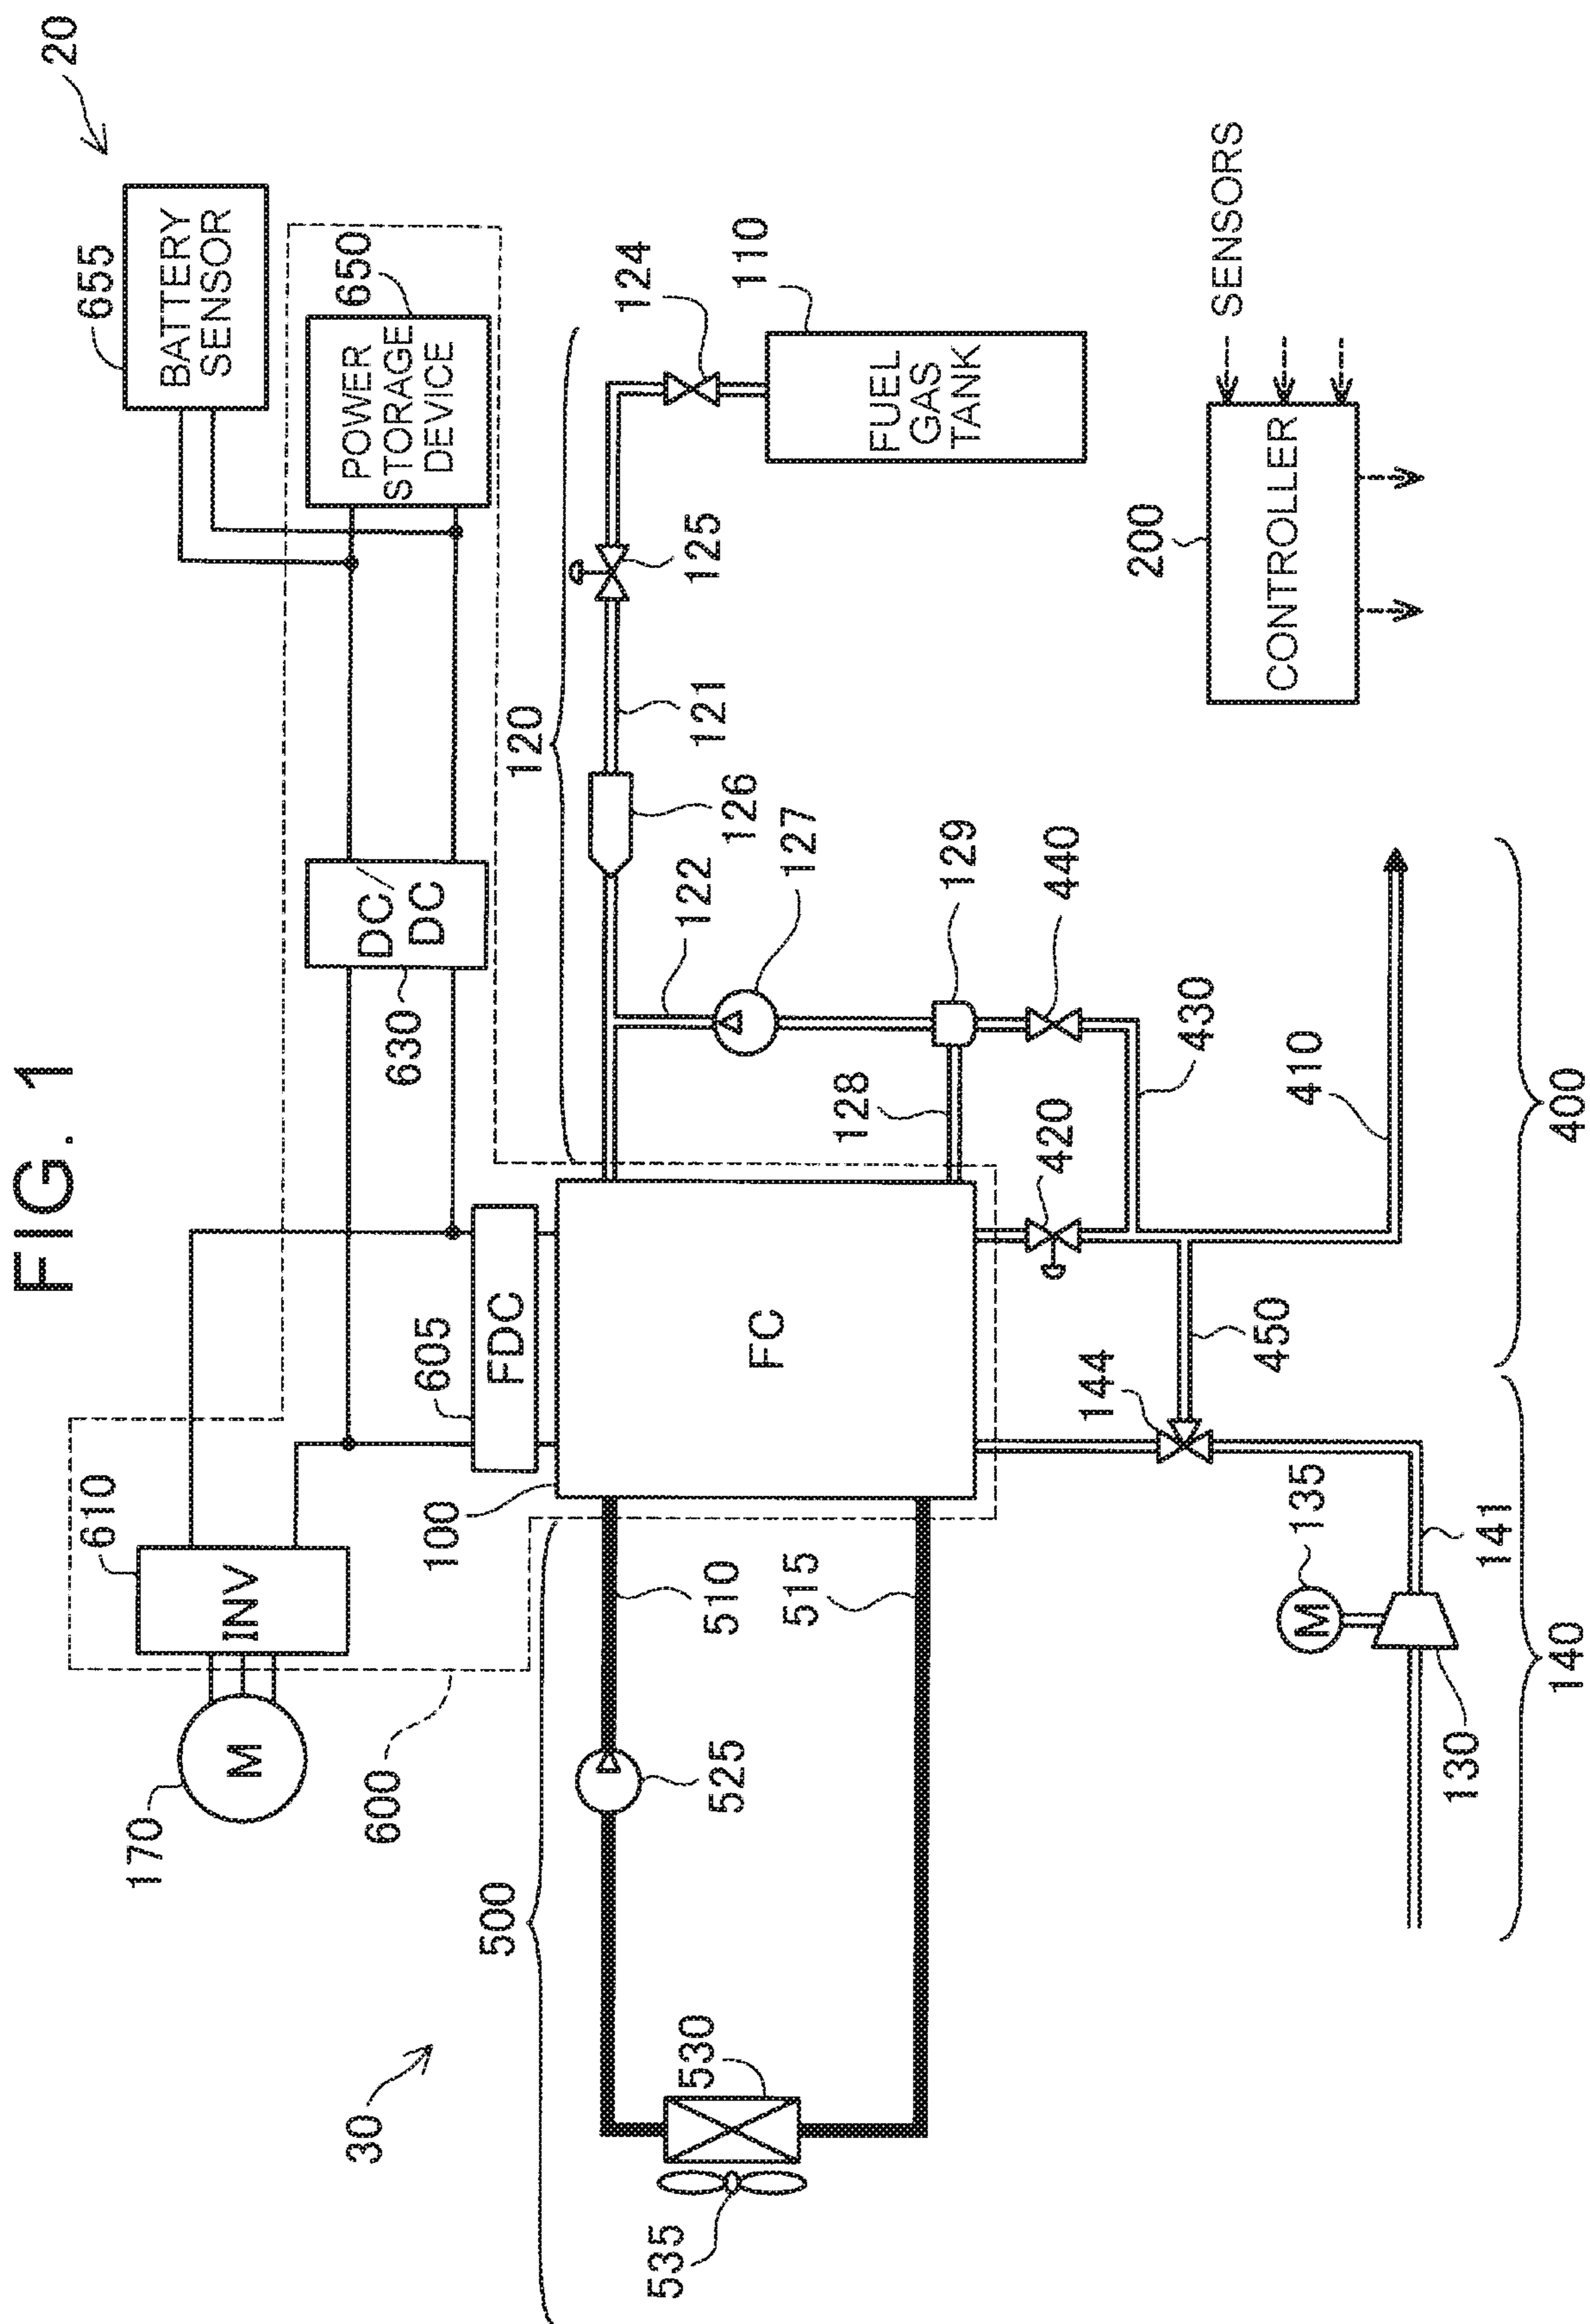 FIG. 1
20
655
610
170
BATTERY
SENSOR
INV
M
650
30
600
DC/
DC
POWER
STORAGE
DEVICE
630
605
100
500
FDC
120
124
535
530
122
125
121
510
525
126
110
FC
127
515
128
FUEL
GAS
TANK
129
420
440
144
200
430
SENSORS
450
CONTROLLER
135
410
M
130
141
140
400